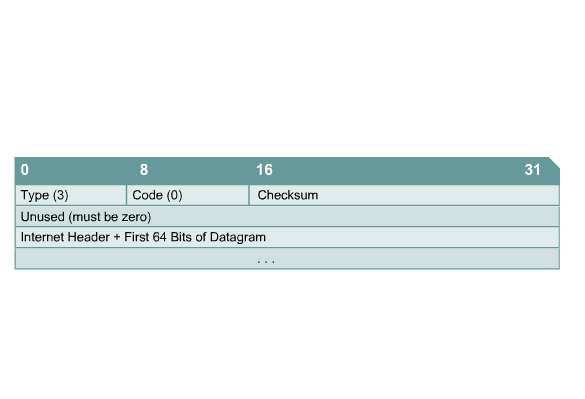 0 8 16 31
Type (3) Code (0) Checksum
Unused (must be zero)
Internet Header + First 64 Bits of Datagram
. . .